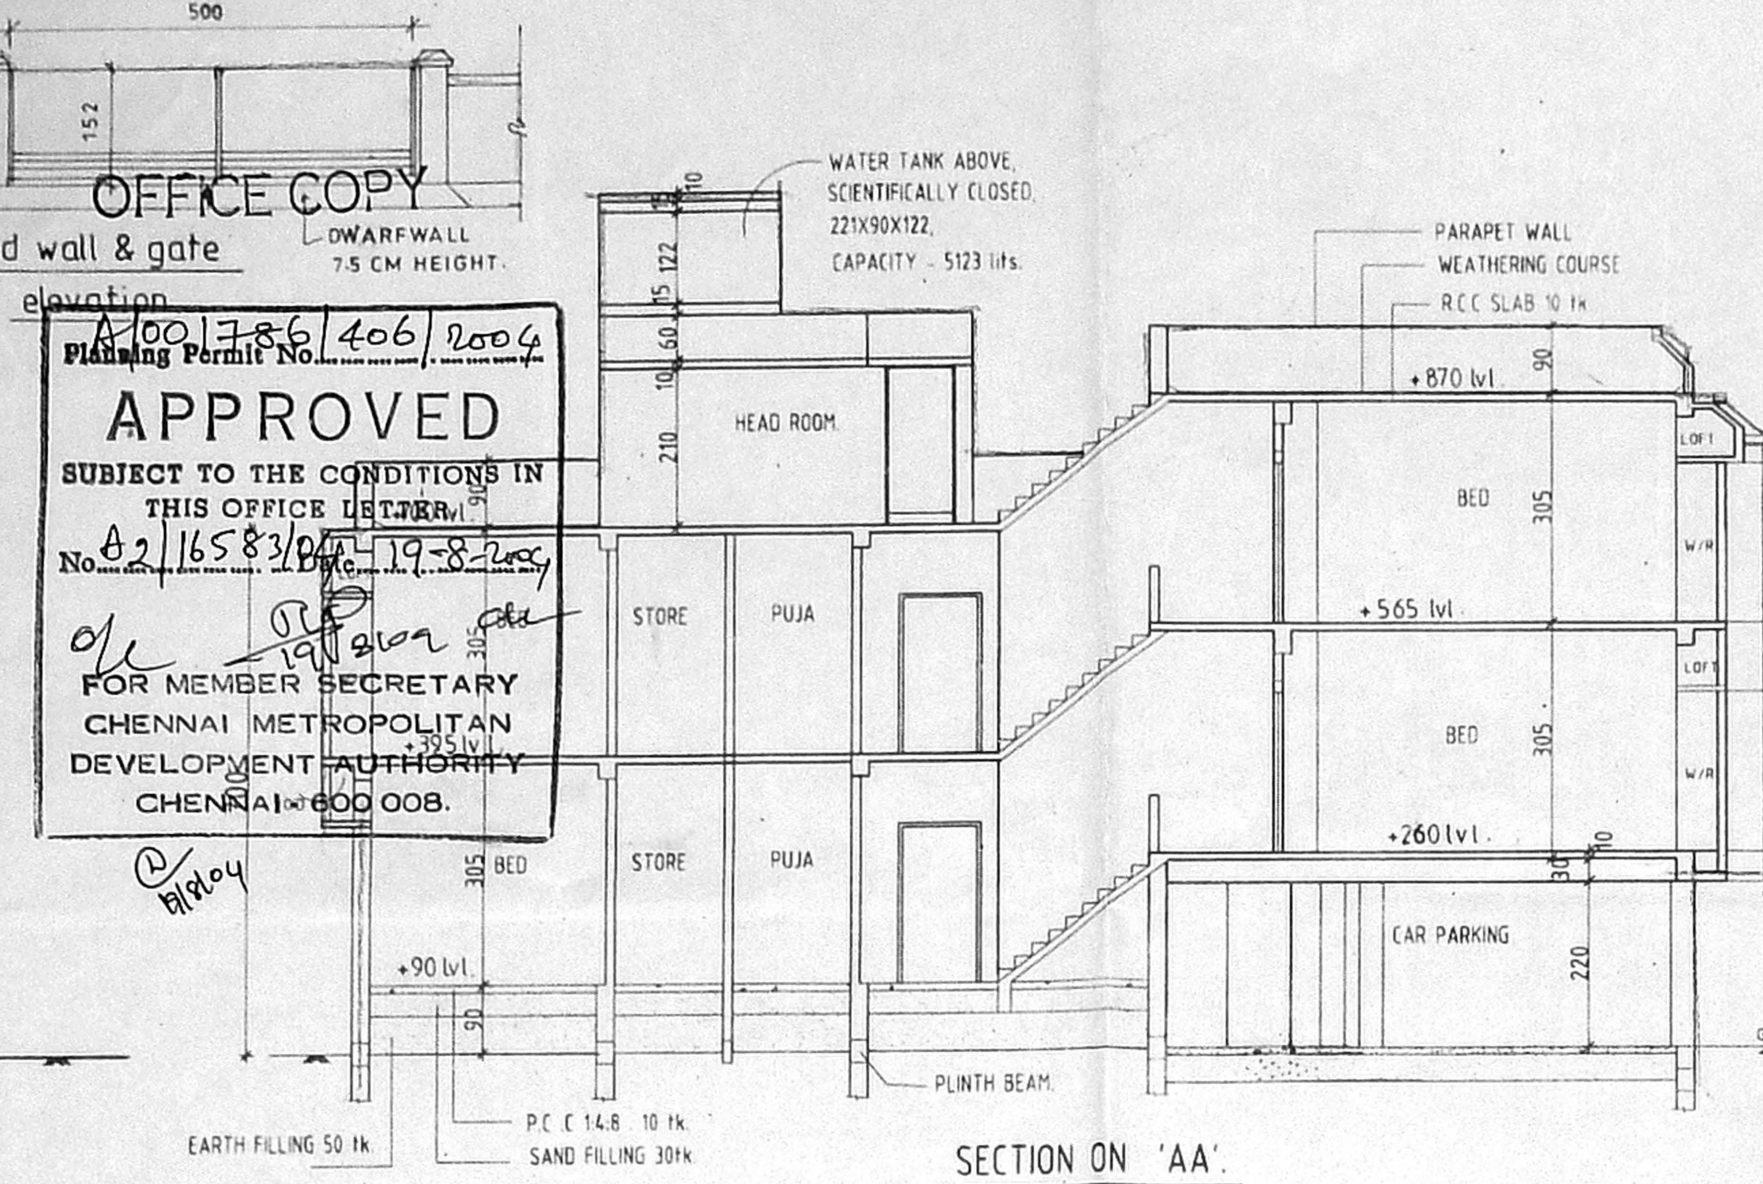 500
152
OFFICE COPY
DWARFWALL
7.5 CM HEIGHT.
d wall & gate
elevation
A/00/786/406/2004
Planning Permit No.
APPROVED
SUBJECT TO THE CONDITIONS IN
THIS OFFICE LETTER
No. A2/16583/04 Date 19-8-2004
FOR MEMBER SECRETARY
CHENNAI METROPOLITAN
DEVELOPMENT AUTHORITY
CHENNAI-600 008.
WATER TANK ABOVE,
SCIENTIFICALLY CLOSED,
221X90X122,
CAPACITY - 5123 lits.
10
15
122
15
60
10
210
HEAD ROOM.
PARAPET WALL
WEATHERING COURSE
R.C.C SLAB 10 tk
90
+870 lvl.
LOFT
BED
305
W/R
+565 lvl.
LOFT
BED
305
W/R
+260 lvl.
10
30
CAR PARKING
220
90
STORE
PUJA
305
+395 lvl.
BED
305
STORE
PUJA
+90 lvl.
90
PLINTH BEAM.
P.C.C 1:4:8. 10 tk.
EARTH FILLING 50 tk.
SAND FILLING 30tk.
SECTION ON 'AA'.